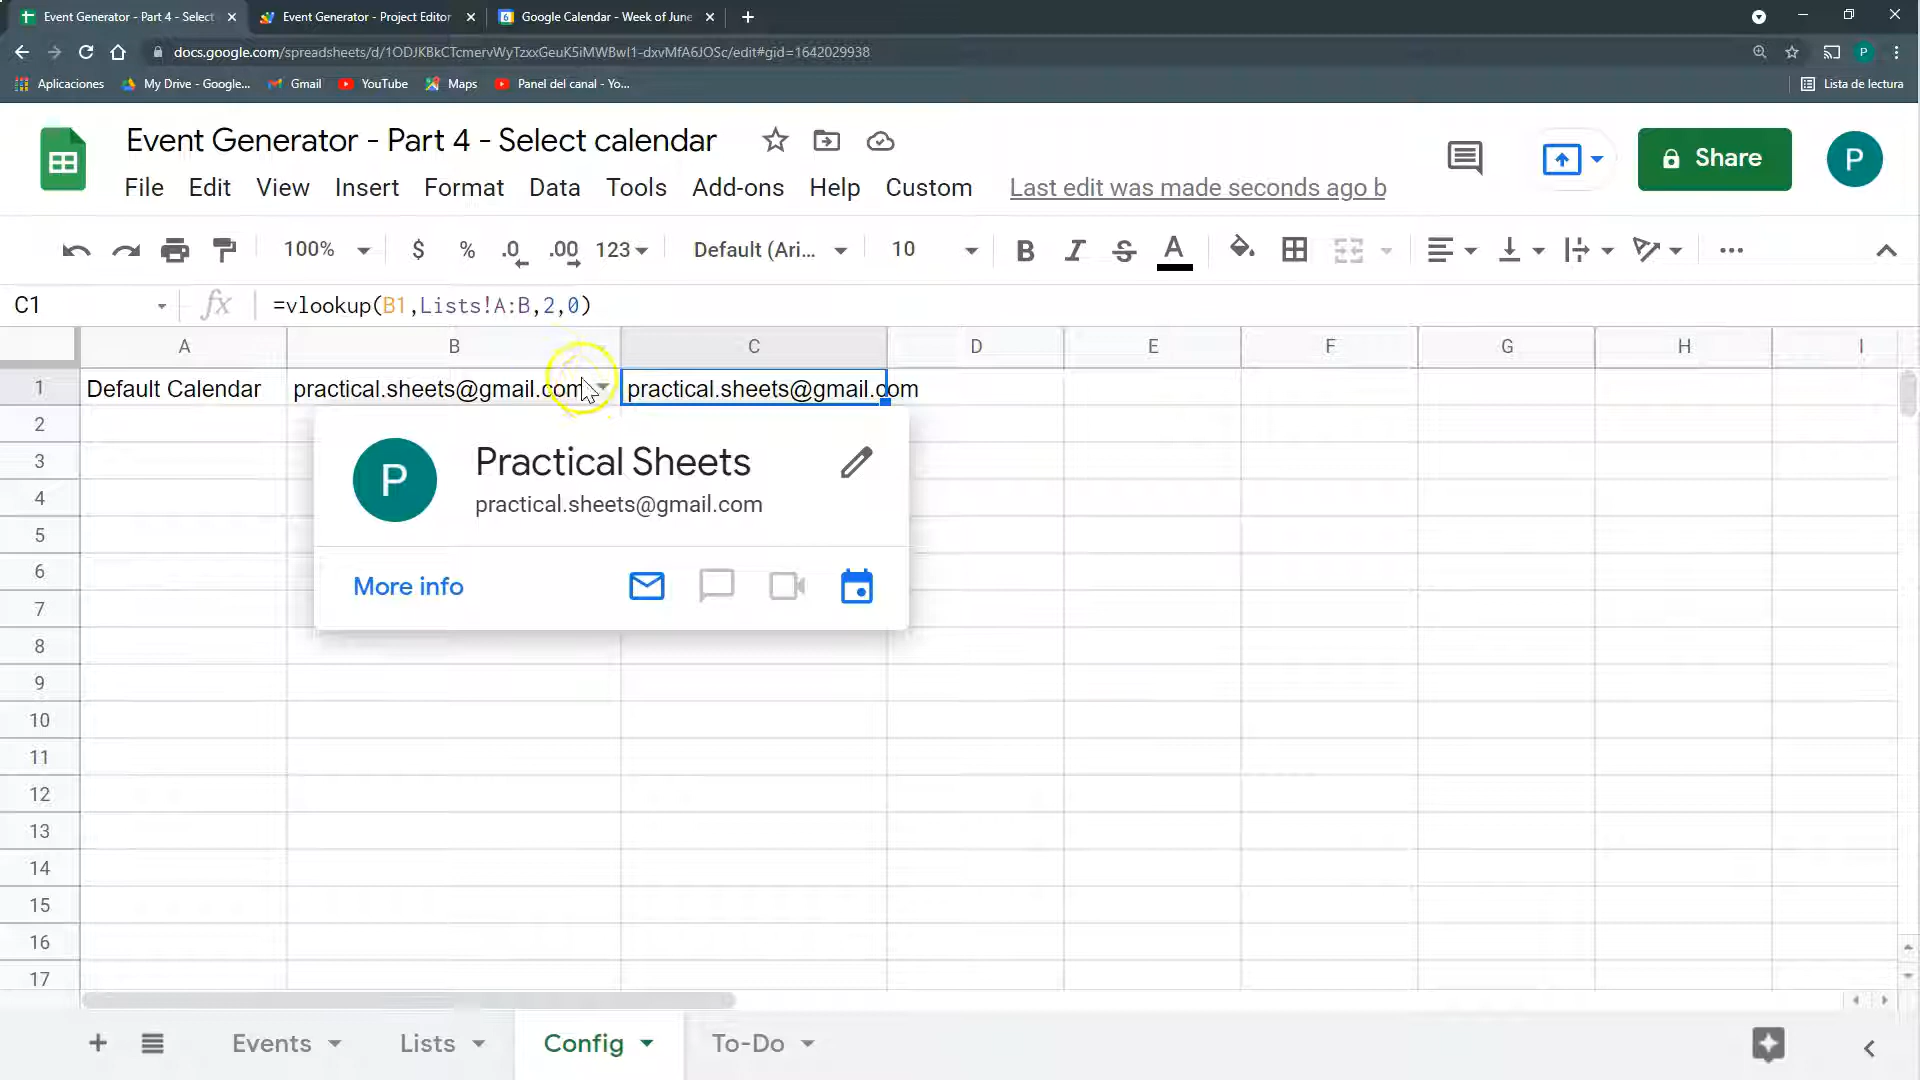 Event Generator - Part 4 - Select
Event Generator - Project Editor
Google Calendar - Week of June
docs.google.com/spreadsheets/d/1ODJKBkCTcmervWyTzxxGeuK5iMWBwI1-dxvMfA6JOSc/edit#gid=1642029938
P
Aplicaciones
My Drive - Google...
Gmail
YouTube
Maps
Panel del canal - Yo...
Lista de lectura
Event Generator - Part 4 - Select calendar
Share
P
File Edit View Insert Format Data Tools Add-ons Help Custom Last edit was made seconds ago b
100% $ % .0 .00 123 Default (Ari... 10 B I S A
C1 fx =vlookup(B1,Lists!A:B,2,0)
A B C D E F G H I
1 Default Calendar practical.sheets@gmail.com practical.sheets@gmail.com
2
3
4
5
6
7
8
9
10
11
12
13
14
15
16
17
P
Practical Sheets
practical.sheets@gmail.com
More info
Events Lists Config To-Do